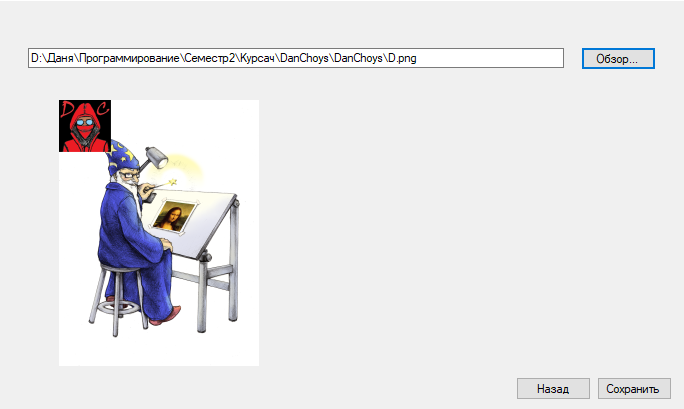 D:\Даня\Программирование\Семестр2\Курсач\DanChoys\DanChoys\D.png
Обзор...
D C
Назад
Сохранить